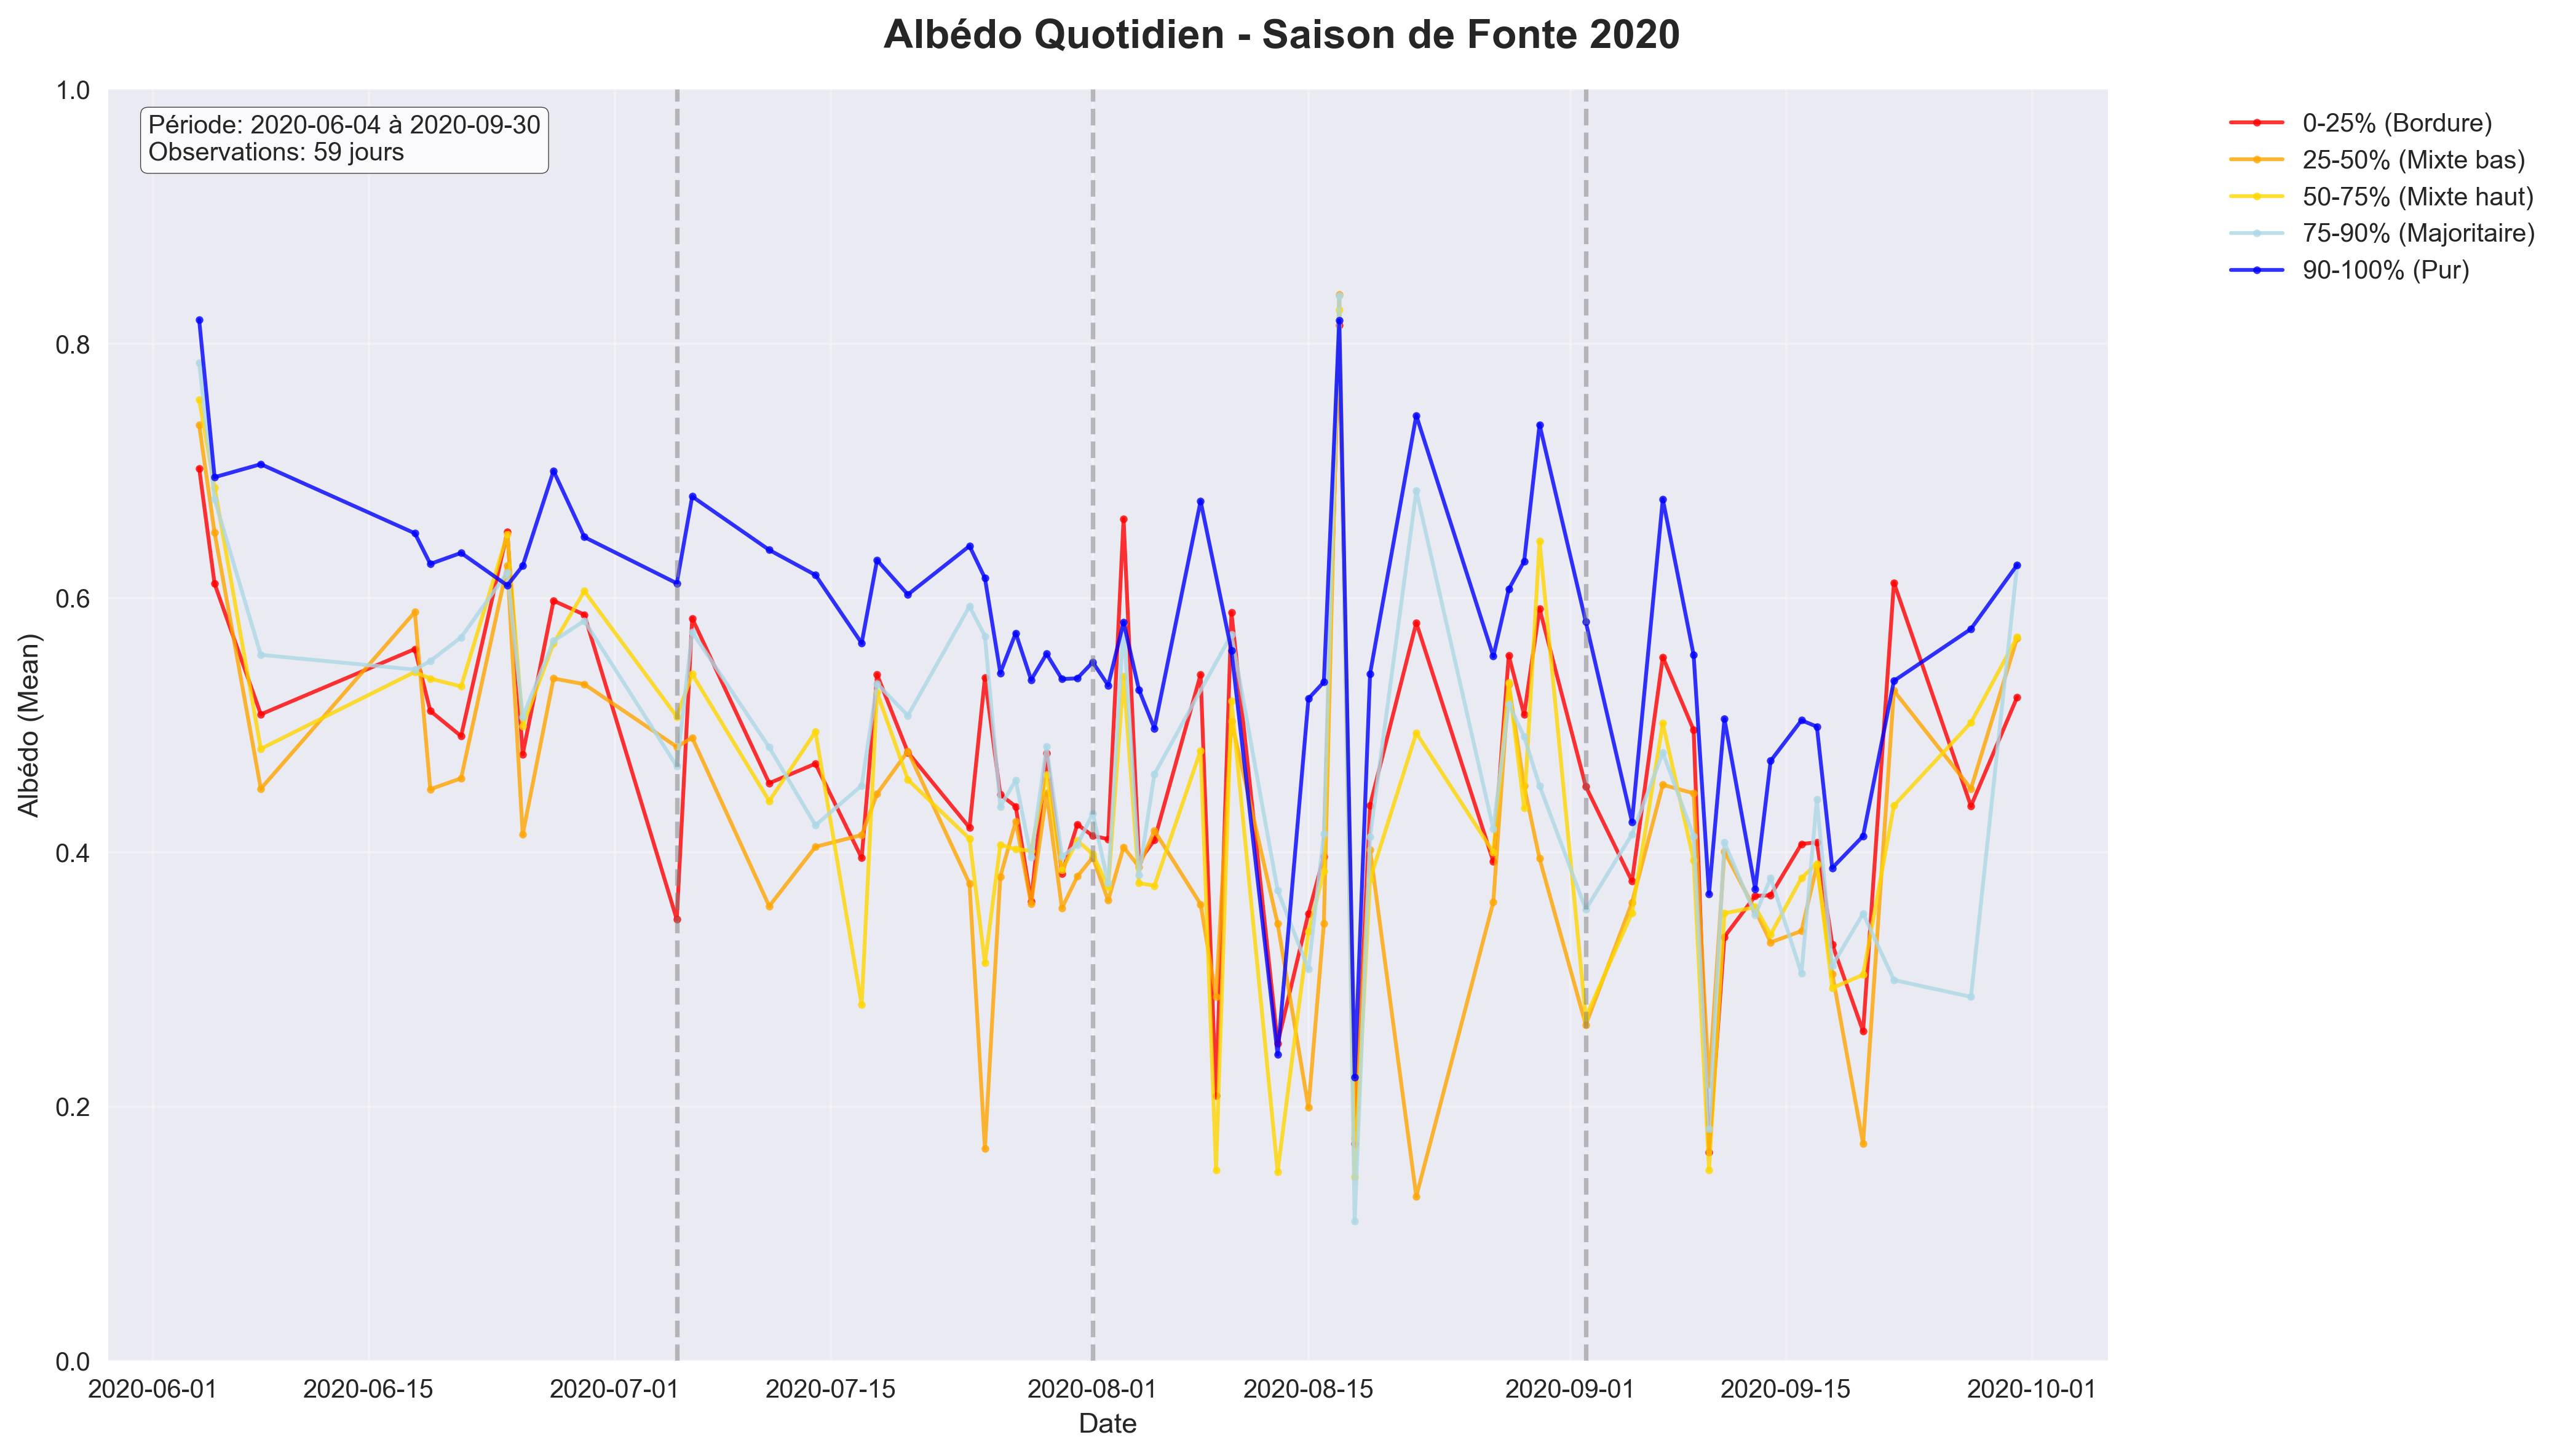 Albédo Quotidien - Saison de Fonte 2020
Période: 2020-06-04 à 2020-09-30
Observations: 59 jours
0-25% (Bordure)
25-50% (Mixte bas)
50-75% (Mixte haut)
75-90% (Majoritaire)
90-100% (Pur)
Albédo (Mean)
1.0
0.8
0.6
0.4
0.2
0.0
2020-06-01
2020-06-15
2020-07-01
2020-07-15
2020-08-01
2020-08-15
2020-09-01
2020-09-15
2020-10-01
Date